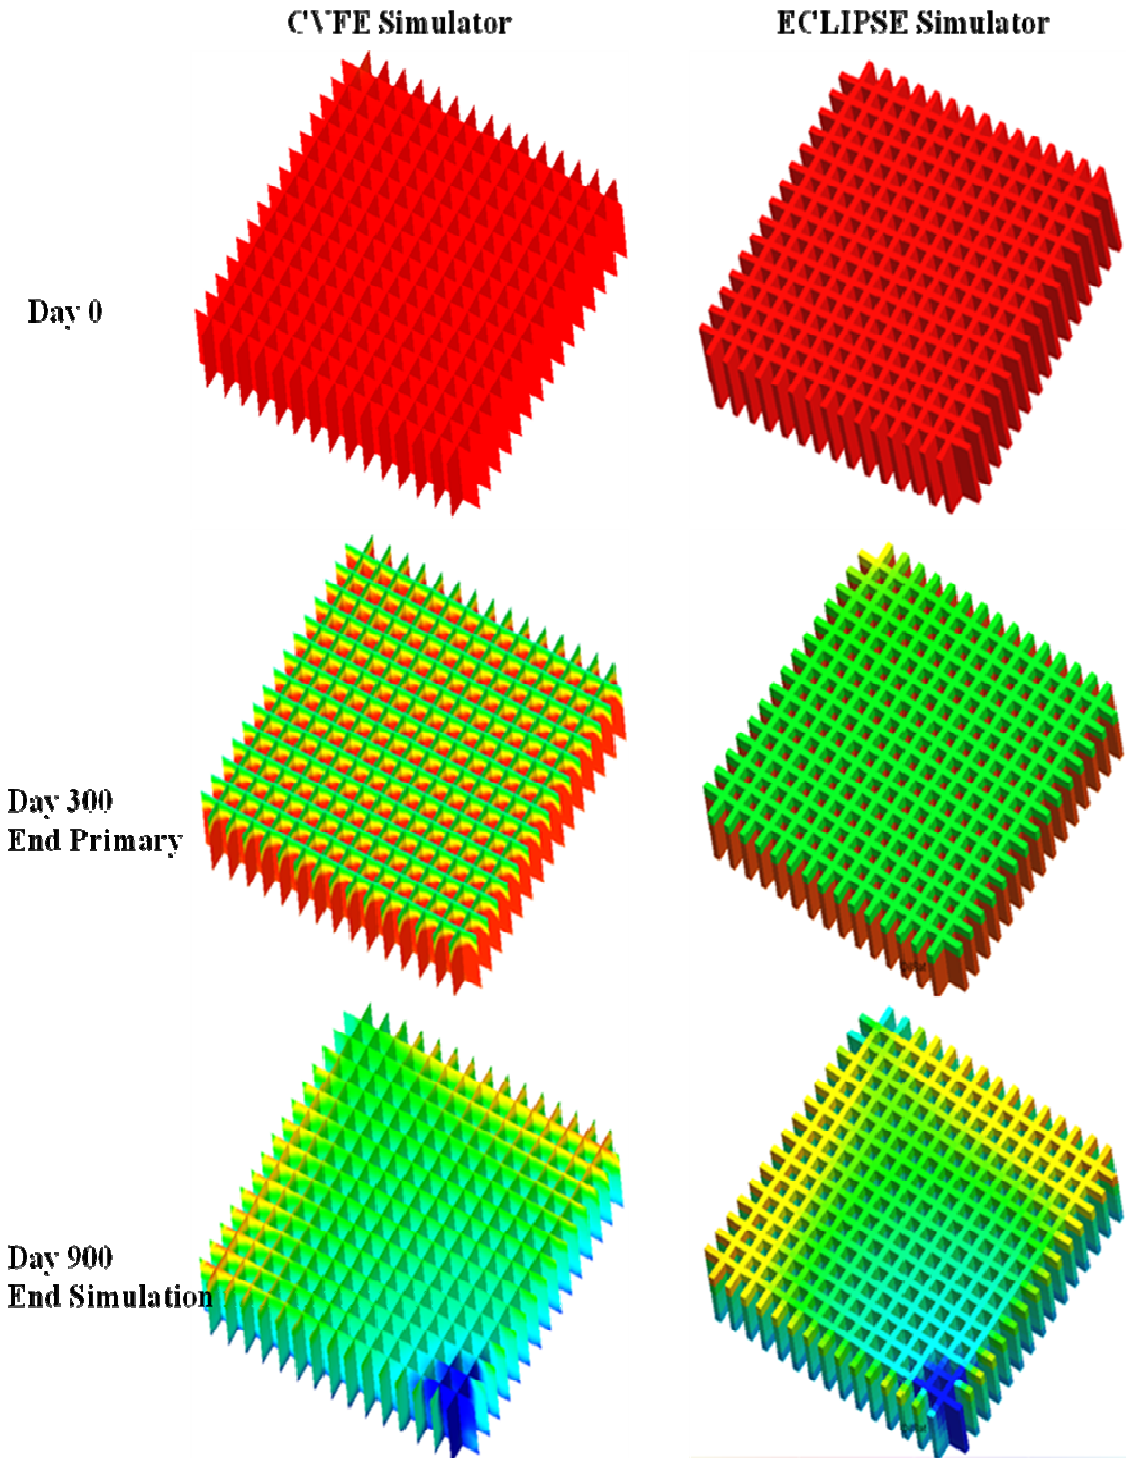 CVFE Simulator
ECLIPSE Simulator
Day 0
Day 300
End Primary
Day 900
End Simulation